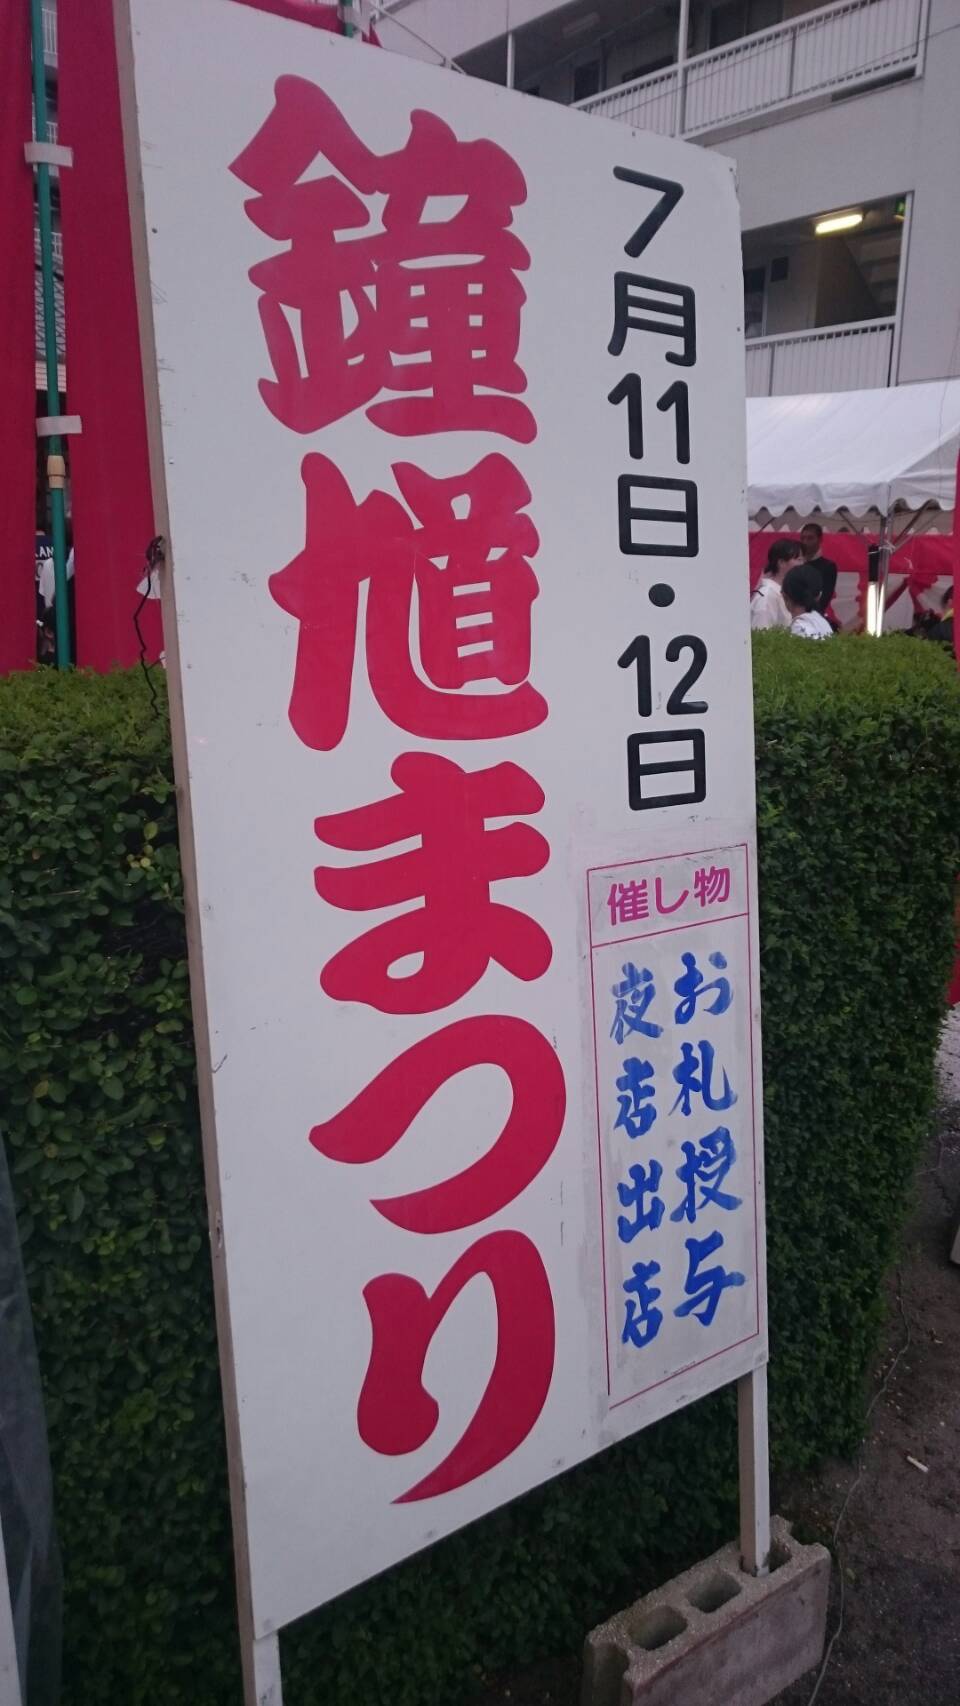 7月11日・12日
鐘馗まつり
催し物
お札授与
夜店出店